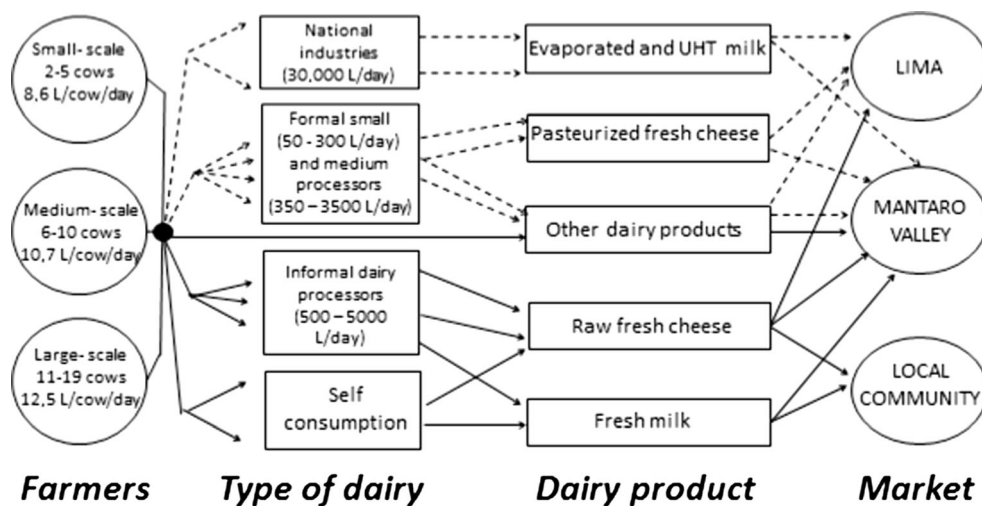 Small- scale
2-5 cows
8,6 L/cow/day
Medium- scale
6-10 cows
10,7 L/cow/day
Large- scale
11-19 cows
12,5 L/cow/day
National
industries
(30,000 L/day)
Formal small
(50 - 300 L/day)
and medium
processors
(350 – 3500 L/day)
Informal dairy
processors
(500 – 5000
L/day)
Self
consumption
Evaporated and UHT milk
Pasteurized fresh cheese
Other dairy products
Raw fresh cheese
Fresh milk
LIMA
MANTARO
VALLEY
LOCAL
COMMUNITY
Farmers
Type of dairy
Dairy product
Market